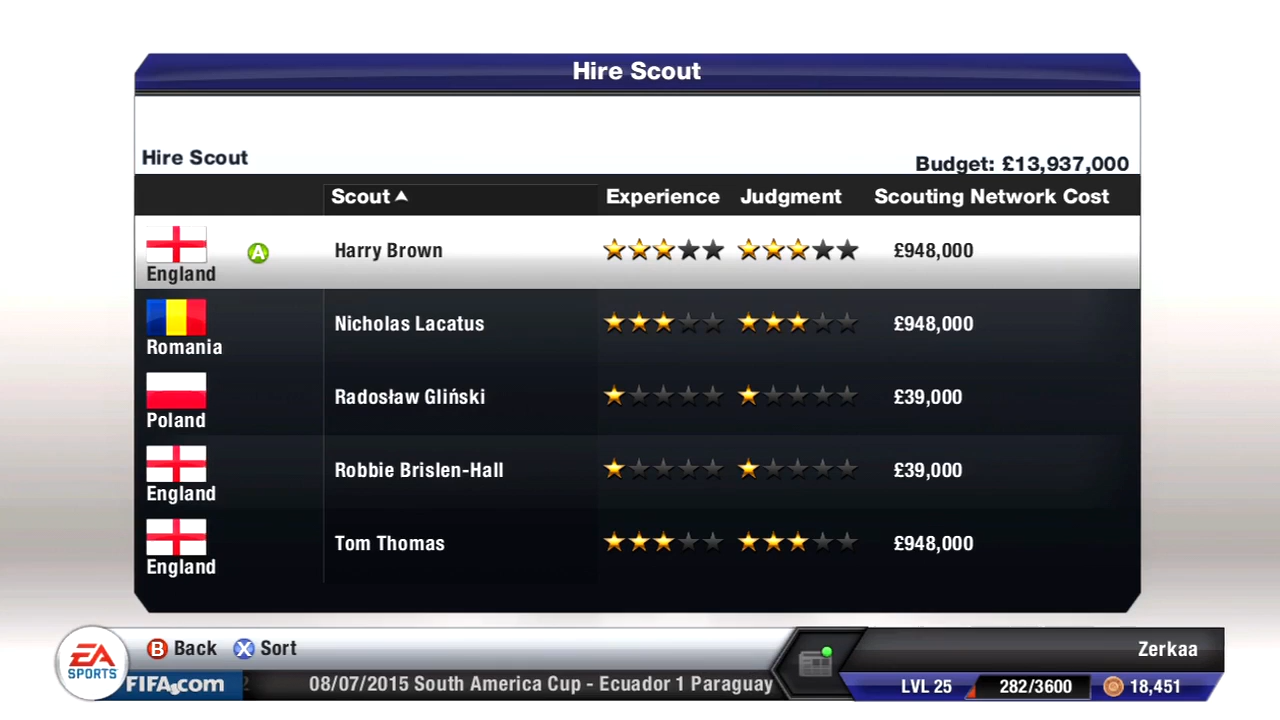 Hire Scout
Hire Scout
Budget: £13,937,000
Scout Experience Judgment Scouting Network Cost
England A Harry Brown £948,000
Romania Nicholas Lacatus £948,000
Poland Radosław Gliński £39,000
England Robbie Brislen-Hall £39,000
England Tom Thomas £948,000
EA SPORTS
B Back X Sort
Zerkaa
FIFA.com
2 08/07/2015 South America Cup - Ecuador 1 Paraguay
LVL 25 282/3600 18,451